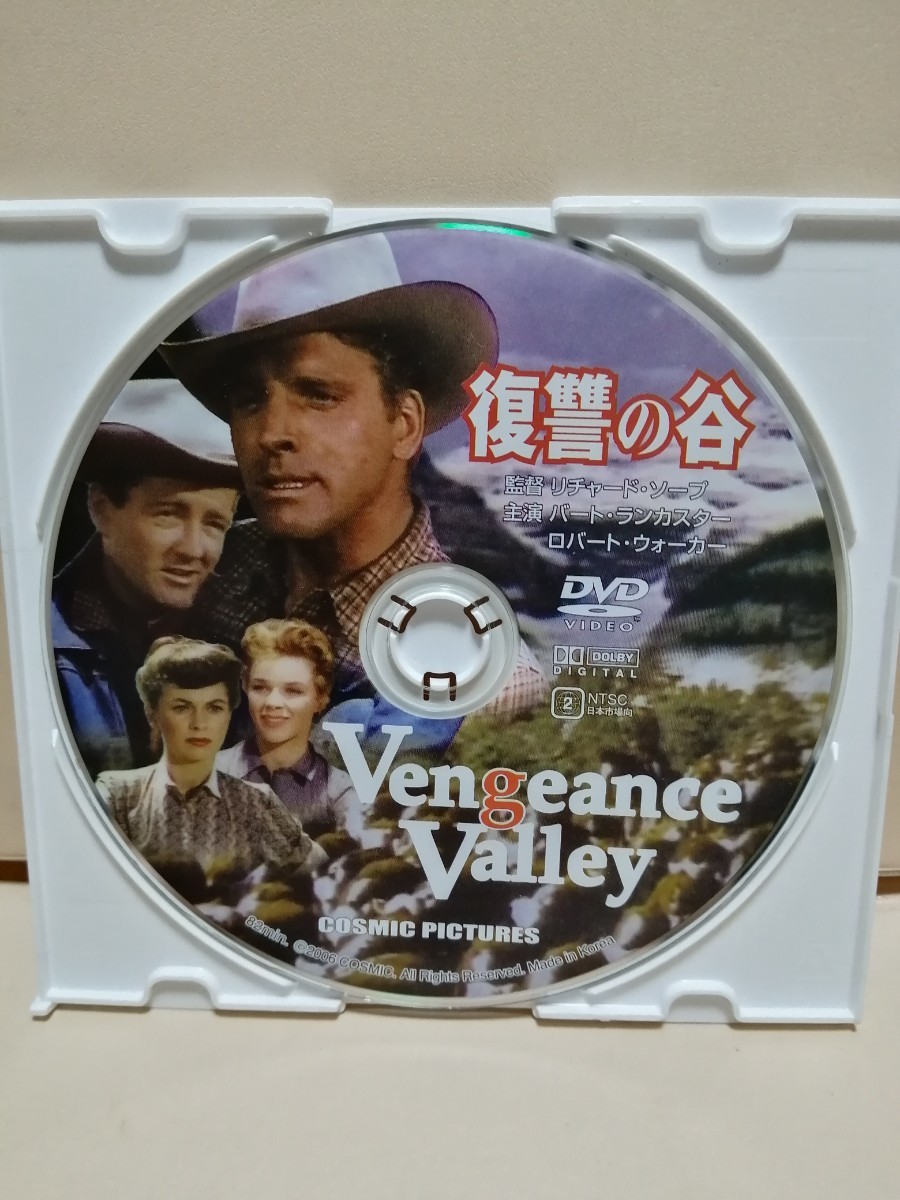 復讐の谷
監督 リチャード・ソープ
主演 バート・ランカスター
ロバート・ウォーカー
DVD
VIDEO™
DOLBY
DIGITAL
2 NTSC
日本市場向
Vengeance
Valley
COSMIC PICTURES
82min. ©2006 COSMIC. All Rights Reserved. Made in Korea